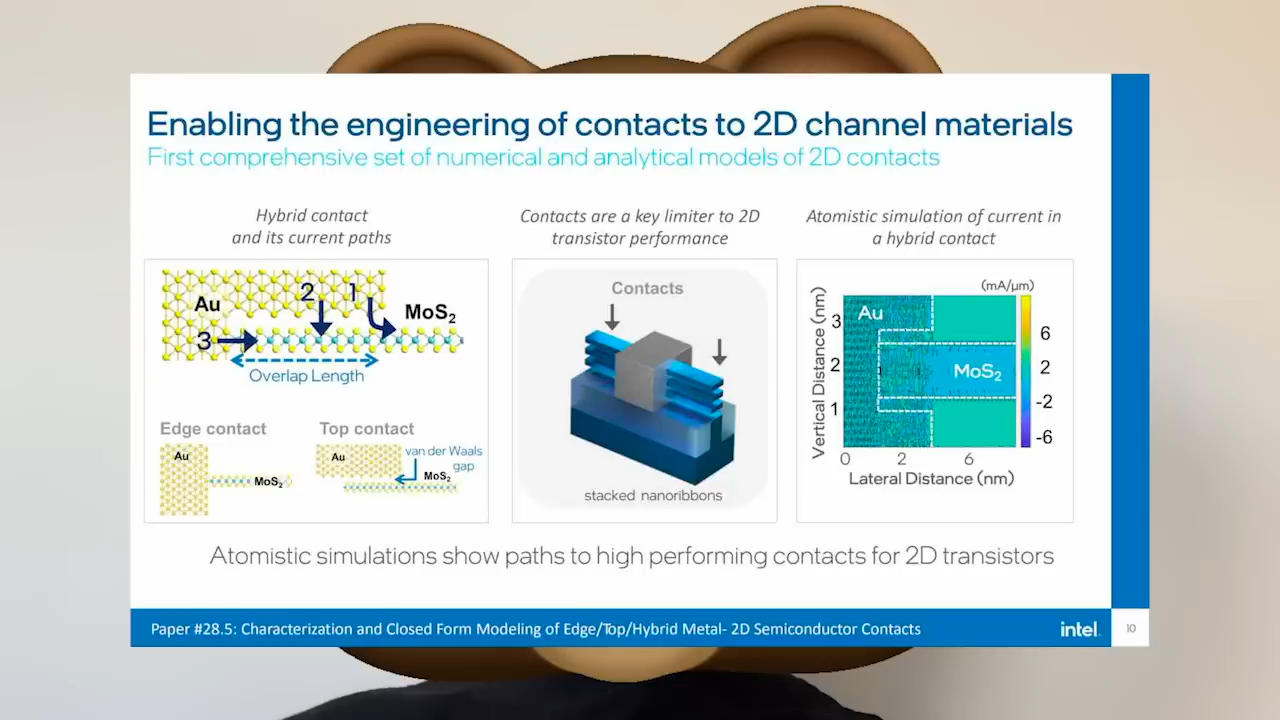 Enabling the engineering of contacts to 2D channel materials
First comprehensive set of numerical and analytical models of 2D contacts
Hybrid contact
and its current paths
Au
2
1
MoS₂
3
Overlap Length
Edge contact
Au
MoS₂
Top contact
Au
van der Waals
gap
MoS₂
Contacts are a key limiter to 2D
transistor performance
Contacts
stacked nanoribbons
Atomistic simulation of current in
a hybrid contact
(mA/μm)
Au
MoS₂
Vertical Distance (nm)
3
2
1
6
2
-2
-6
0 2 6
Lateral Distance (nm)
Atomistic simulations show paths to high performing contacts for 2D transistors
Paper #28.5: Characterization and Closed Form Modeling of Edge/Top/Hybrid Metal- 2D Semiconductor Contacts
intel.
10